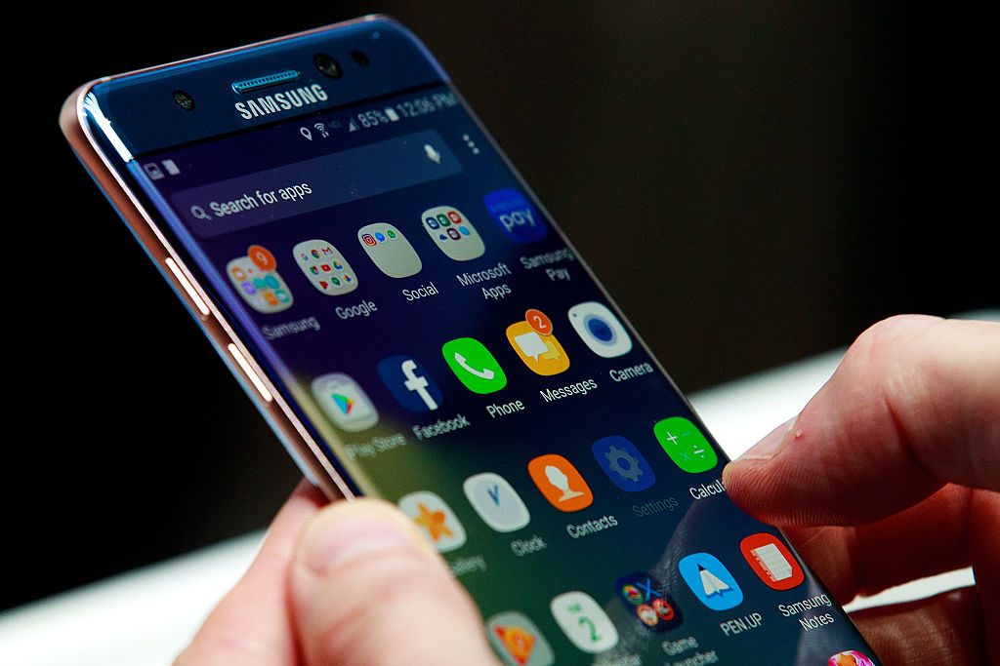 SAMSUNG
85% 12:06 PM
Search for apps
9
Samsung
Google
Social
Microsoft
Apps
pay
Samsung
Pay
Play Store
Facebook
Phone
2
Messages
Camera
Gallery
Clock
Contacts
Settings
Calcul
2
Game
PEN.UP
Samsung
Notes